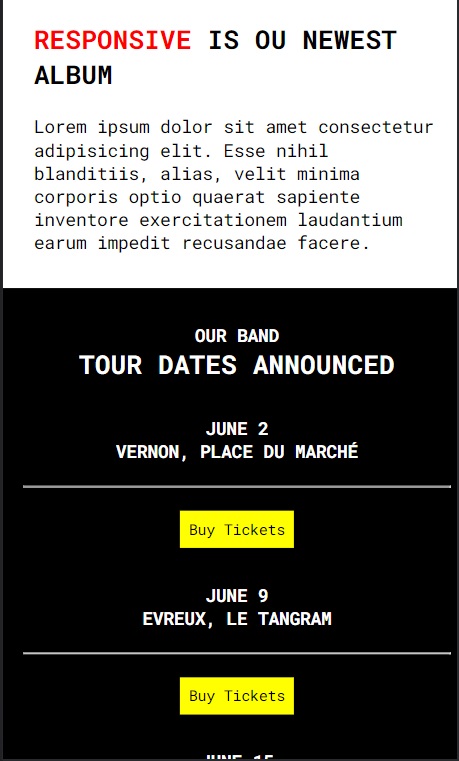 RESPONSIVE IS OU NEWEST
ALBUM
Lorem ipsum dolor sit amet consectetur
adipisicing elit. Esse nihil
blanditiis, alias, velit minima
corporis optio quaerat sapiente
inventore exercitationem laudantium
earum impedit recusandae facere.
OUR BAND
TOUR DATES ANNOUNCED
JUNE 2
VERNON, PLACE DU MARCHÉ
Buy Tickets
JUNE 9
EVREUX, LE TANGRAM
Buy Tickets
JUNE 15